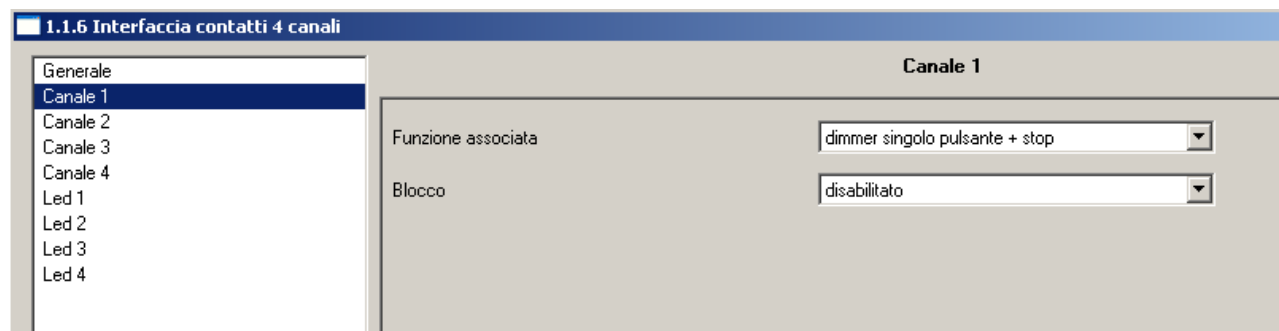 1.1.6 Interfaccia contatti 4 canali
Generale
Canale 1
Canale 2
Canale 3
Canale 4
Led 1
Led 2
Led 3
Led 4
Canale 1
Funzione associata
dimmer singolo pulsante + stop
Blocco
disabilitato